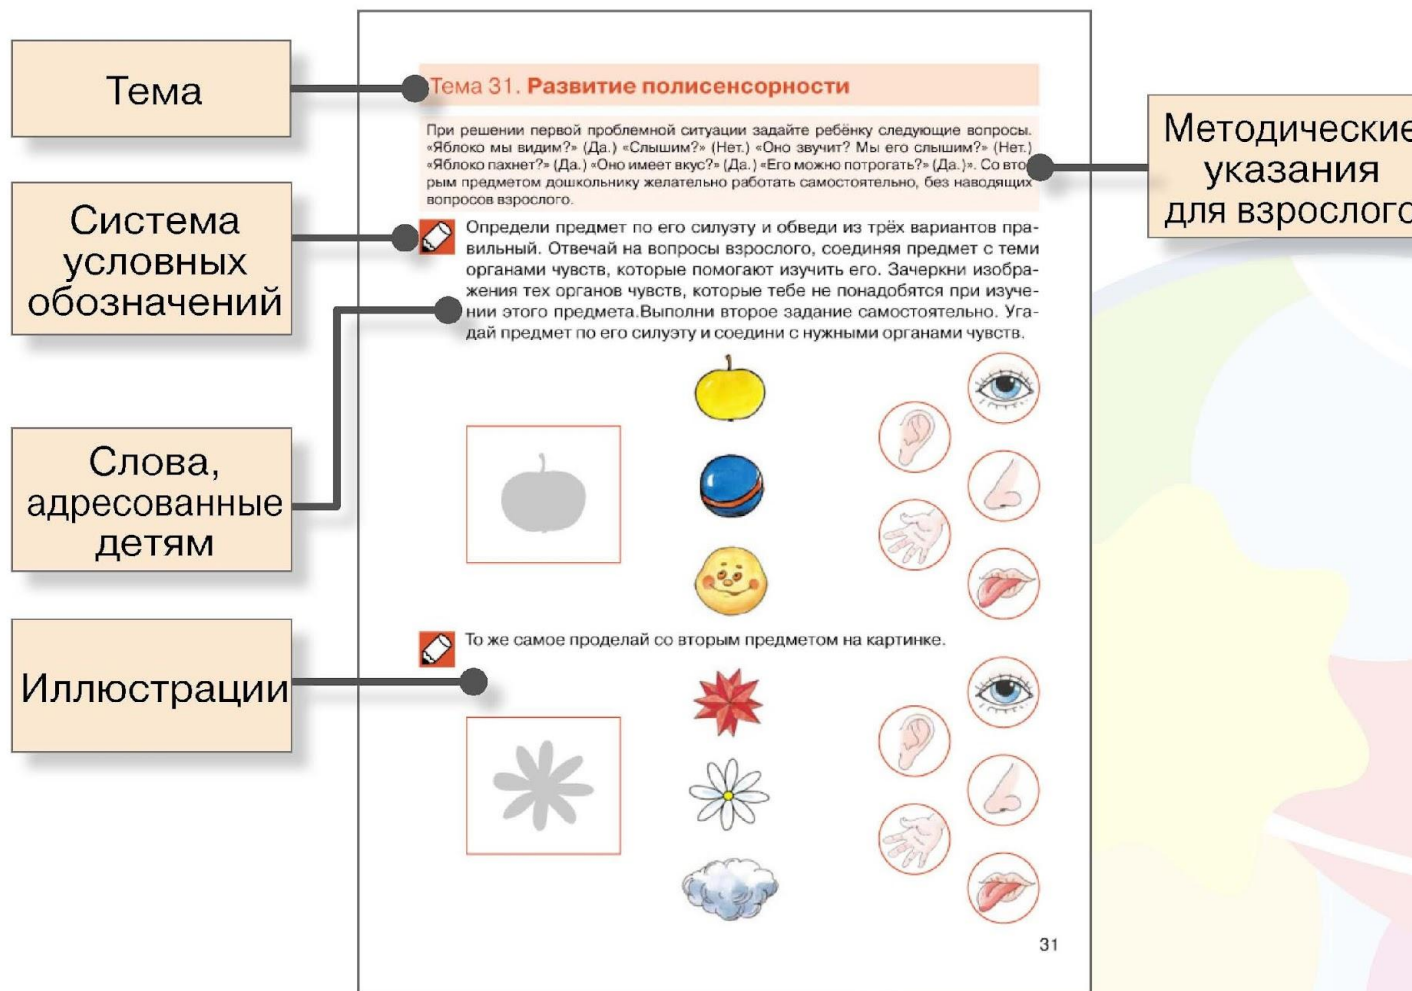 Тема
Система
условных
обозначений
Слова,
адресованные
детям
Иллюстрации
Тема 31. Развитие полисенсорности
При решении первой проблемной ситуации задайте ребёнку следующие вопросы.
«Яблоко мы видим?» (Да.) «Слышим?» (Нет.) «Оно звучит? Мы его слышим?» (Нет.)
«Яблоко пахнет?» (Да.) «Оно имеет вкус?» (Да.) «Его можно потрогать?» (Да.)». Со вто-
рым предметом дошкольнику желательно работать самостоятельно, без наводящих
вопросов взрослого.
Определи предмет по его силуэту и обведи из трёх вариантов пра-
вильный. Отвечай на вопросы взрослого, соединяя предмет с теми
органами чувств, которые помогают изучить его. Зачеркни изобра-
жения тех органов чувств, которые тебе не понадобятся при изуче-
нии этого предмета.Выполни второе задание самостоятельно. Уга-
дай предмет по его силуэту и соедини с нужными органами чувств.
То же самое проделай со вторым предметом на картинке.
31
Методические
указания
для взрослого